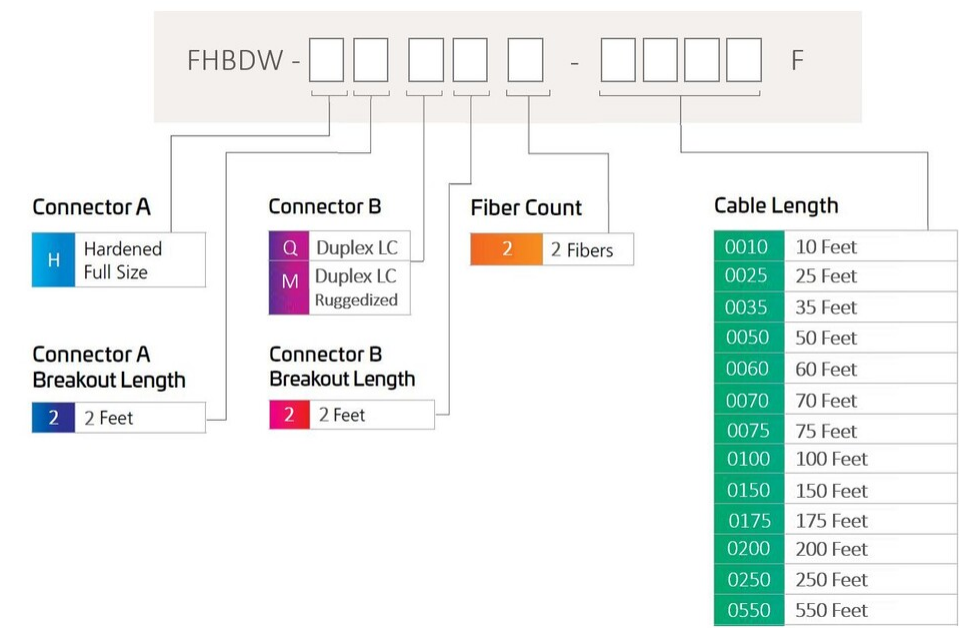 FHBDW - - F
Connector A
H Hardened
Full Size
Connector A
Breakout Length
2 2 Feet
Connector B
Q Duplex LC
M Duplex LC
Ruggedized
Connector B
Breakout Length
2 2 Feet
Fiber Count
2 2 Fibers
Cable Length
0010 10 Feet
0025 25 Feet
0035 35 Feet
0050 50 Feet
0060 60 Feet
0070 70 Feet
0075 75 Feet
0100 100 Feet
0150 150 Feet
0175 175 Feet
0200 200 Feet
0250 250 Feet
0550 550 Feet